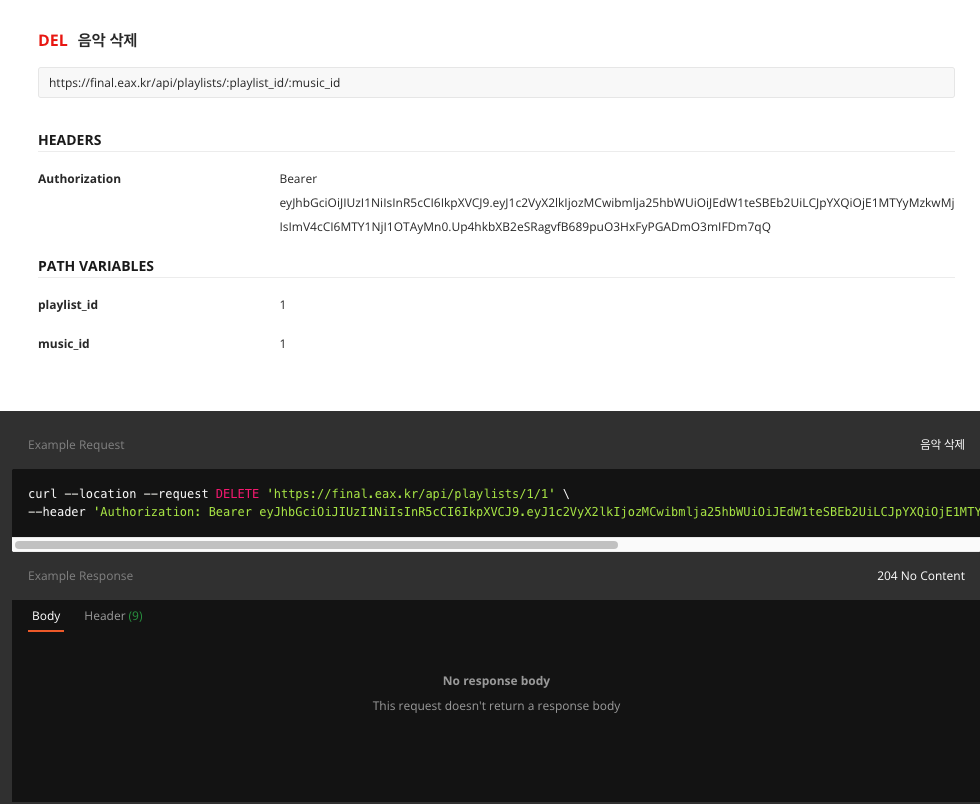 DEL 음악 삭제
https://final.eax.kr/api/playlists/:playlist_id/:music_id
HEADERS
Authorization Bearer
eyJhbGciOiJIUzI1NiIsInR5cCI6IkpXVCJ9.eyJ1c2VyX2lkIjozMCwibmlja25hbWUiOiJEdW1teSBEb2UiLCJpYXQiOjE1MTYyMzkwMj
IsImV4cCI6MTY1NjI1OTAyMn0.Up4hkbXB2eSRagvfB689puO3HxFyPGADmO3mIFDm7qQ
PATH VARIABLES
playlist_id 1
music_id 1
Example Request 음악 삭제
curl --location --request DELETE 'https://final.eax.kr/api/playlists/1/1' \
--header 'Authorization: Bearer eyJhbGciOiJIUzI1NiIsInR5cCI6IkpXVCJ9.eyJ1c2VyX2lkIjozMCwibmlja25hbWUiOiJEdW1teSBEb2UiLCJpYXQiOjE1MTY
Example Response 204 No Content
Body Header (9)
No response body
This request doesn't return a response body